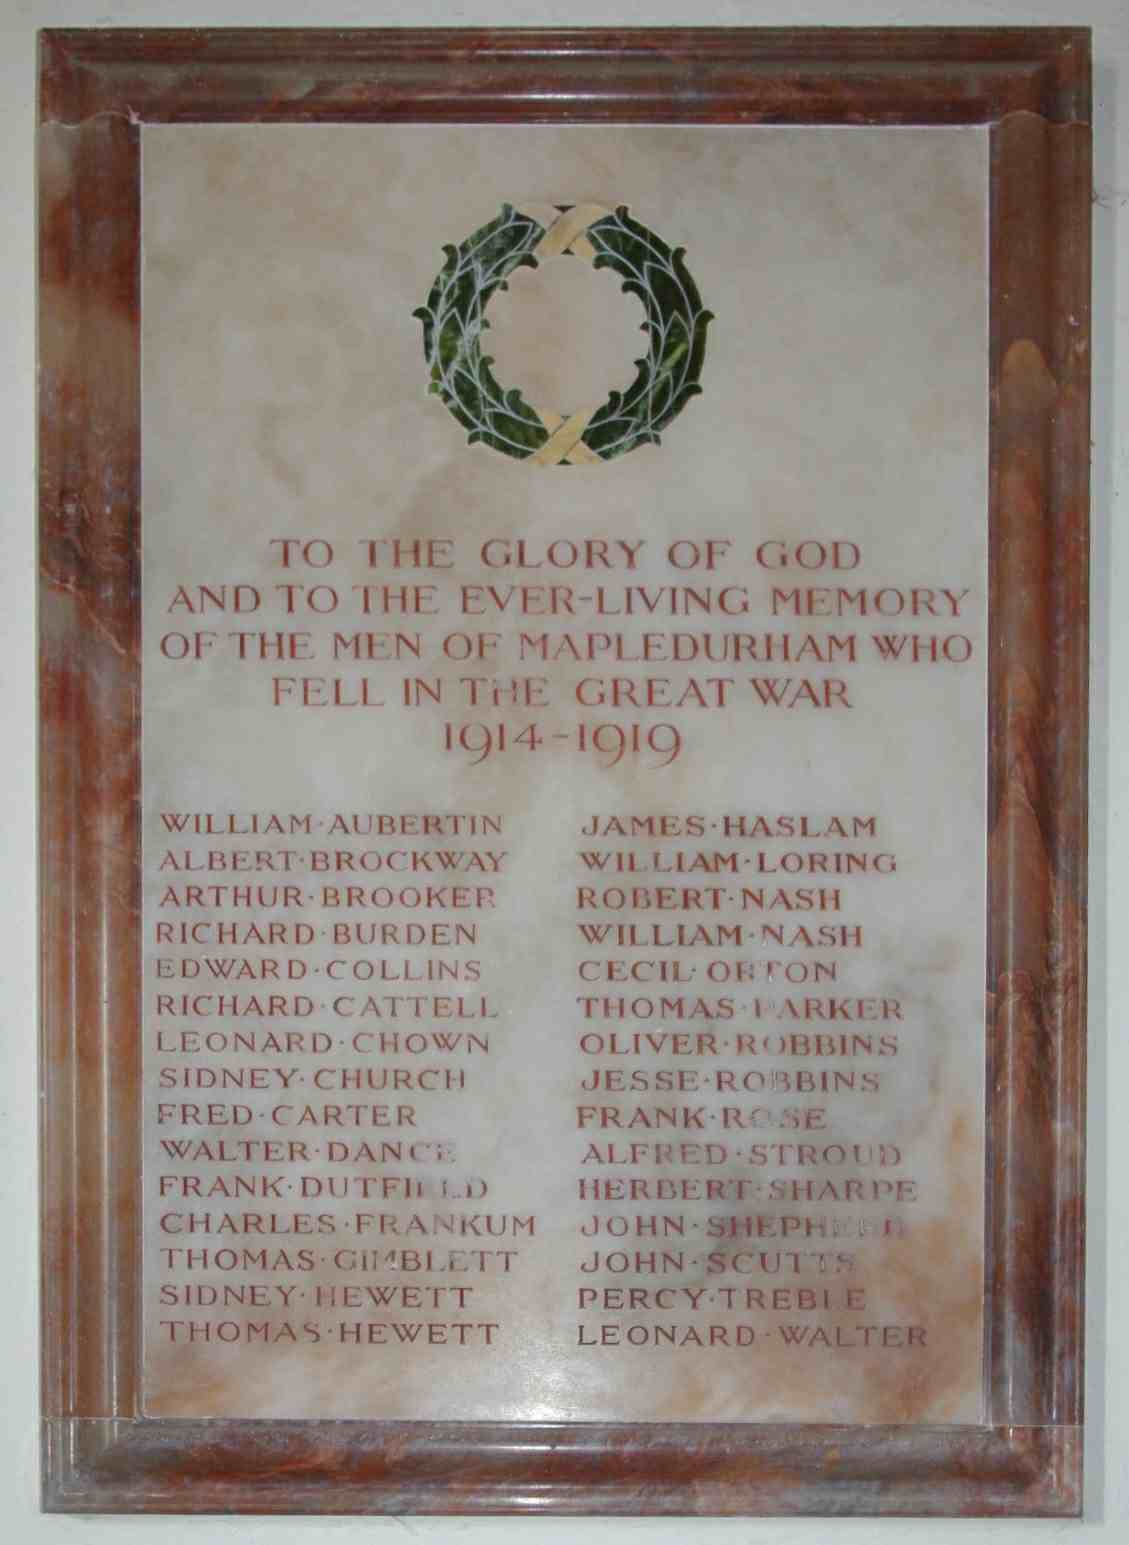 TO THE GLORY OF GOD
AND TO THE EVER-LIVING MEMORY
OF THE MEN OF MAPLEDURHAM WHO
FELL IN THE GREAT WAR
1914-1919
WILLIAM·AUBERTIN
ALBERT·BROCKWAY
ARTHUR·BROOKER
RICHARD·BURDEN
EDWARD·COLLINS
RICHARD·CATTELL
LEONARD·CHOWN
SIDNEY·CHURCH
FRED·CARTER
WALTER·DANCE
FRANK·DUTFIELD
CHARLES·FRANKUM
THOMAS·GIMBLETT
SIDNEY·HEWETT
THOMAS·HEWETT
JAMES·HASLAM
WILLIAM·LORING
ROBERT·NASH
WILLIAM·NASH
CECIL·ORTON
THOMAS·PARKER
OLIVER·ROBBINS
JESSE·ROBBINS
FRANK·ROSE
ALFRED·STROUD
HERBERT·SHARPE
JOHN·SHEPHERD
JOHN·SCUTTS
PERCY·TREBLE
LEONARD·WALTER